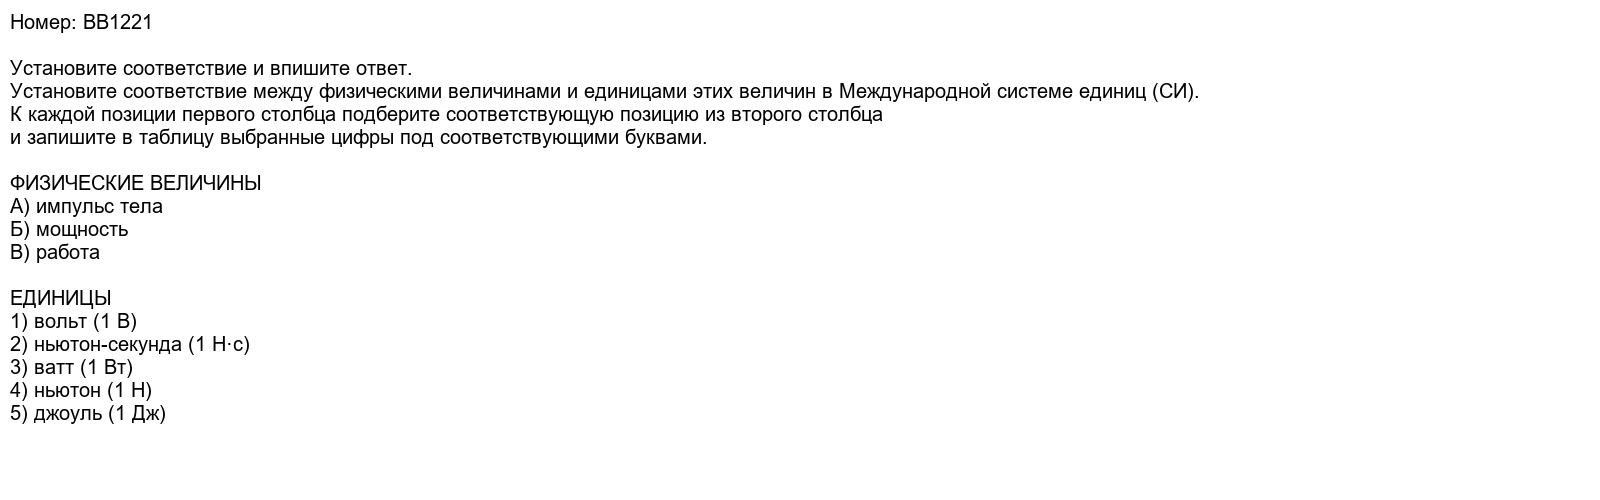 Номер: BB1221
Установите соответствие и впишите ответ.
Установите соответствие между физическими величинами и единицами этих величин в Международной системе единиц (СИ).
К каждой позиции первого столбца подберите соответствующую позицию из второго столбца
и запишите в таблицу выбранные цифры под соответствующими буквами.
ФИЗИЧЕСКИЕ ВЕЛИЧИНЫ
А) импульс тела
Б) мощность
В) работа
ЕДИНИЦЫ
1) вольт (1 В)
2) ньютон-секунда (1 Н·с)
3) ватт (1 Вт)
4) ньютон (1 Н)
5) джоуль (1 Дж)